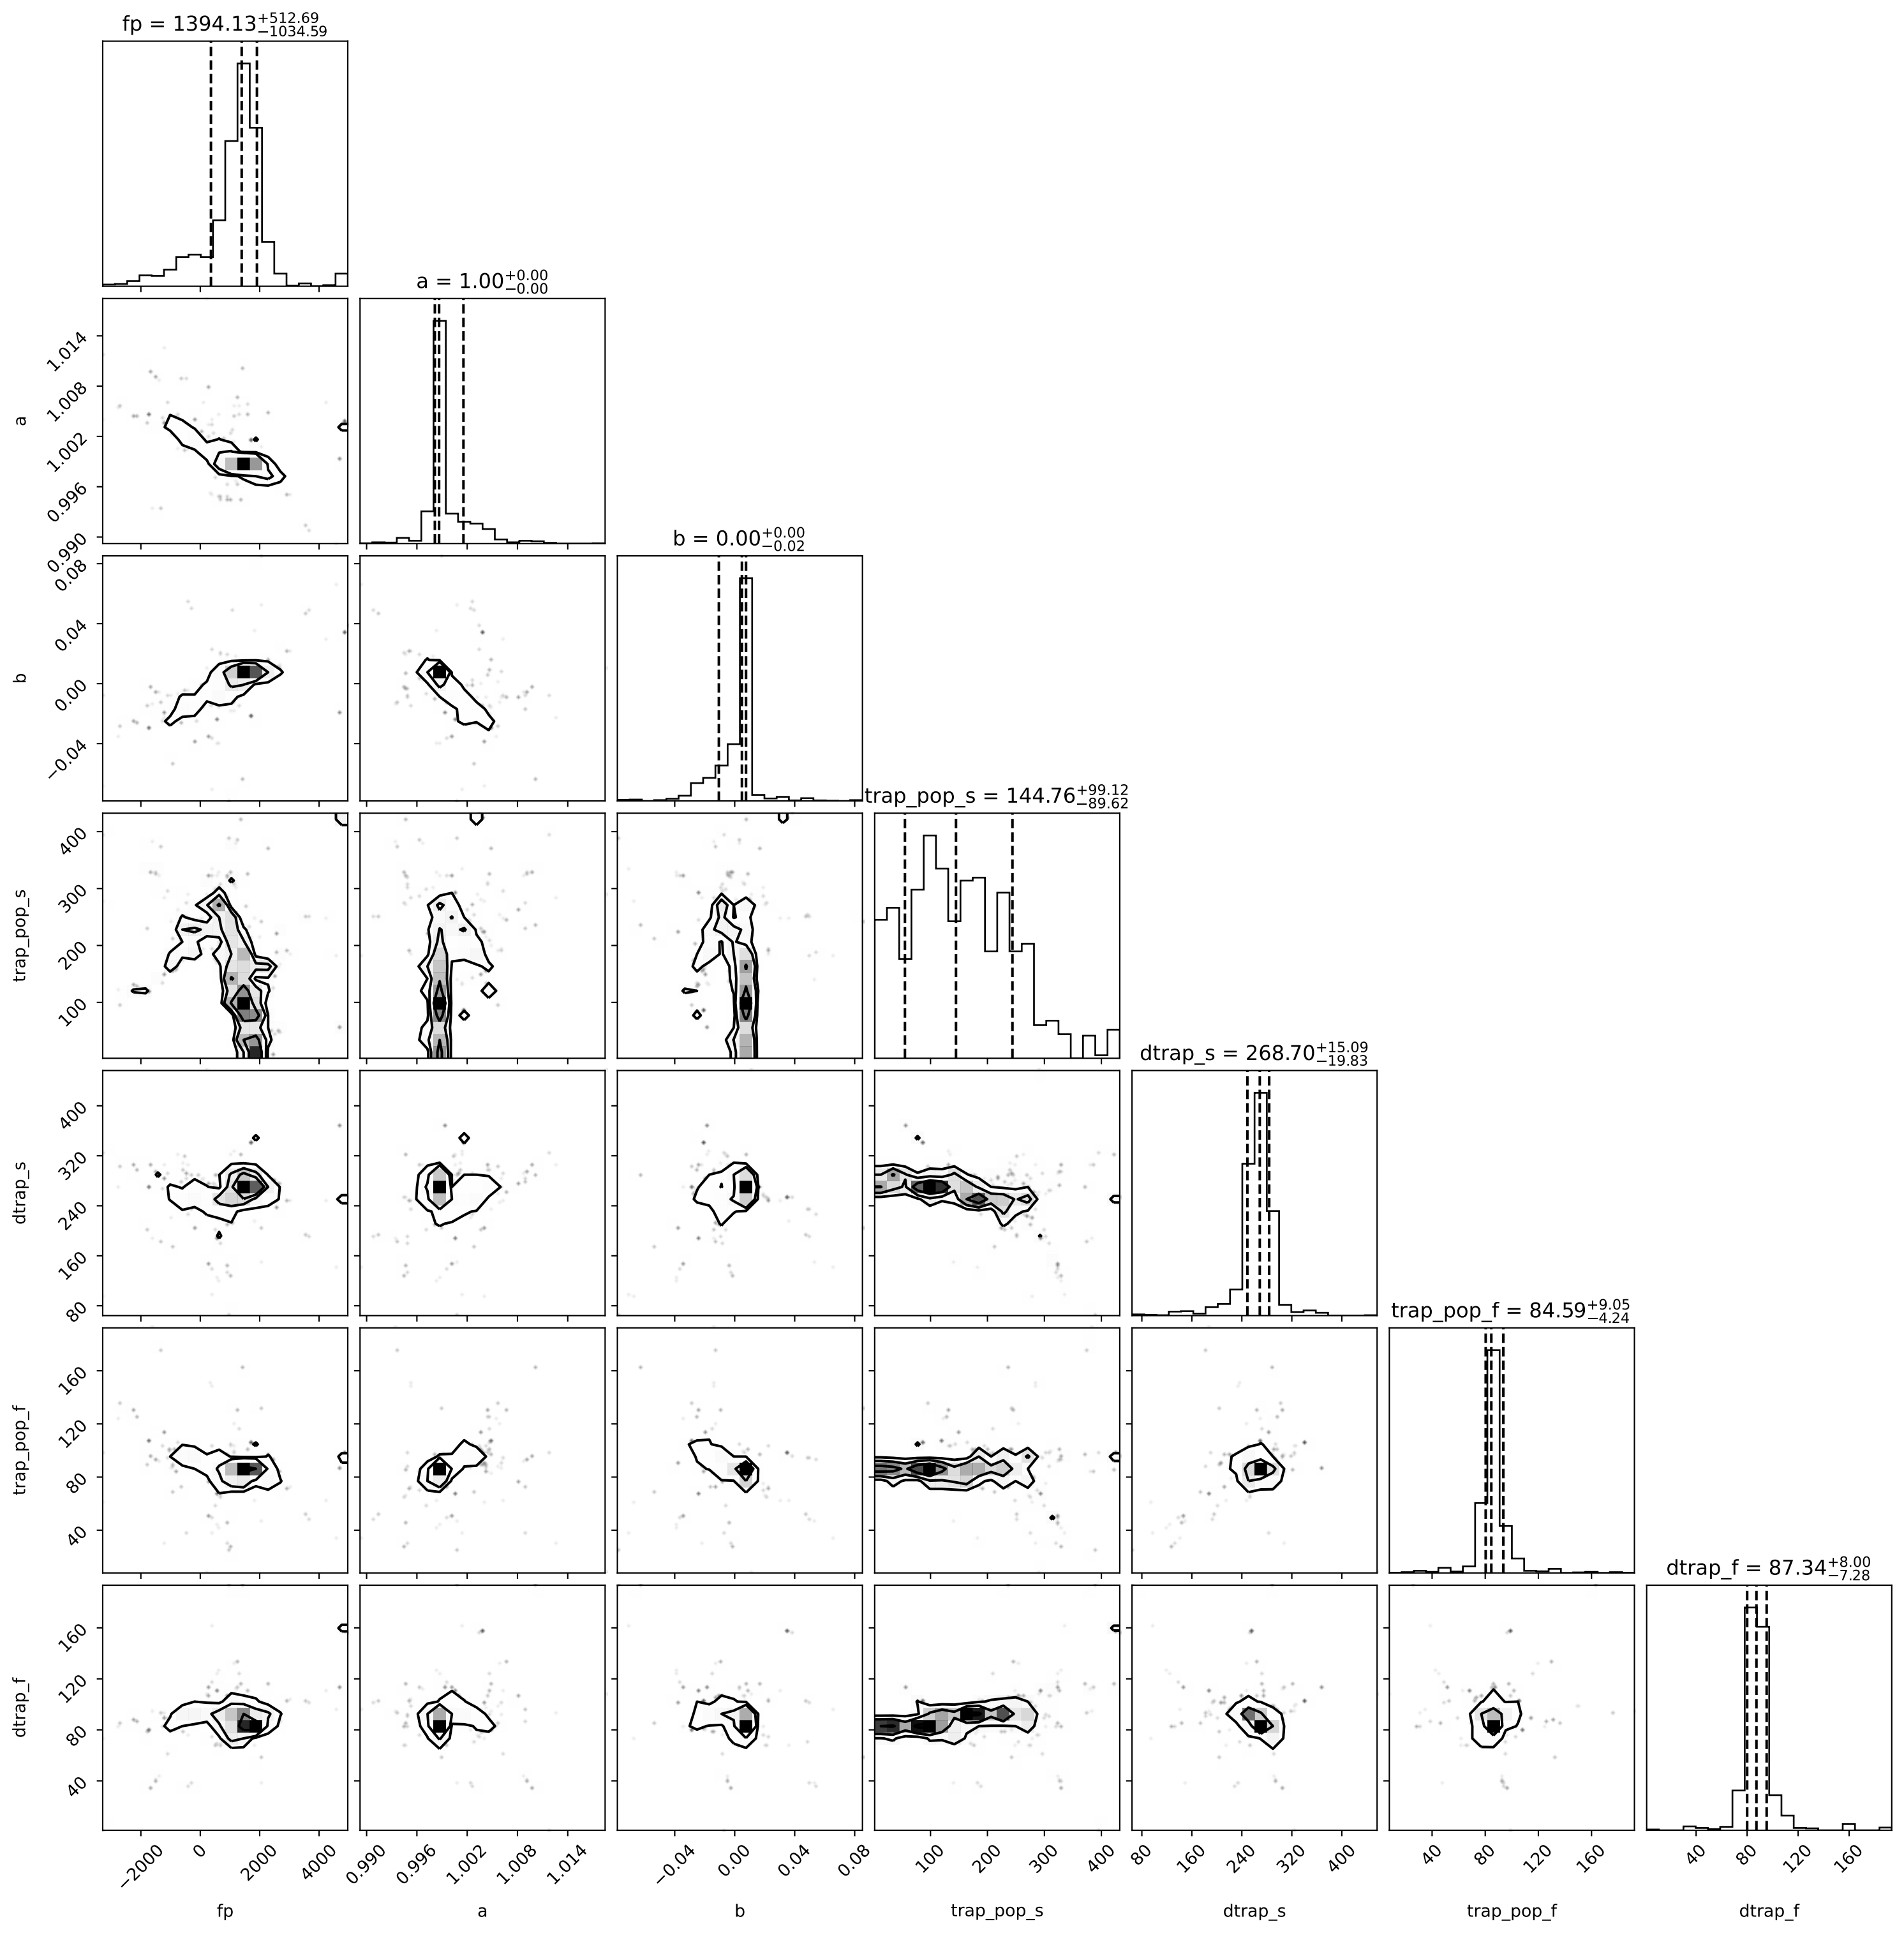 fp = 1394.13+512.69−1034.59
a = 1.00+0.00−0.00
1.014
1.008
1.002
0.996
0.990
a
b = 0.00+0.00−0.02
0.08
0.04
0.00
−0.04
b
trap_pop_s = 144.76+99.12−89.62
400
300
200
100
trap_pop_s
dtrap_s = 268.70+15.09−19.83
400
320
240
160
80
dtrap_s
trap_pop_f = 84.59+9.05−4.24
160
120
80
40
trap_pop_f
dtrap_f = 87.34+8.00−7.28
160
120
80
40
dtrap_f
−2000 0 2000 4000 0.990 0.996 1.002 1.008 1.014 −0.04 0.00 0.04 0.08 100 200 300 400 80 160 240 320 400 40 80 120 160 40 80 120 160
fp a b trap_pop_s dtrap_s trap_pop_f dtrap_f